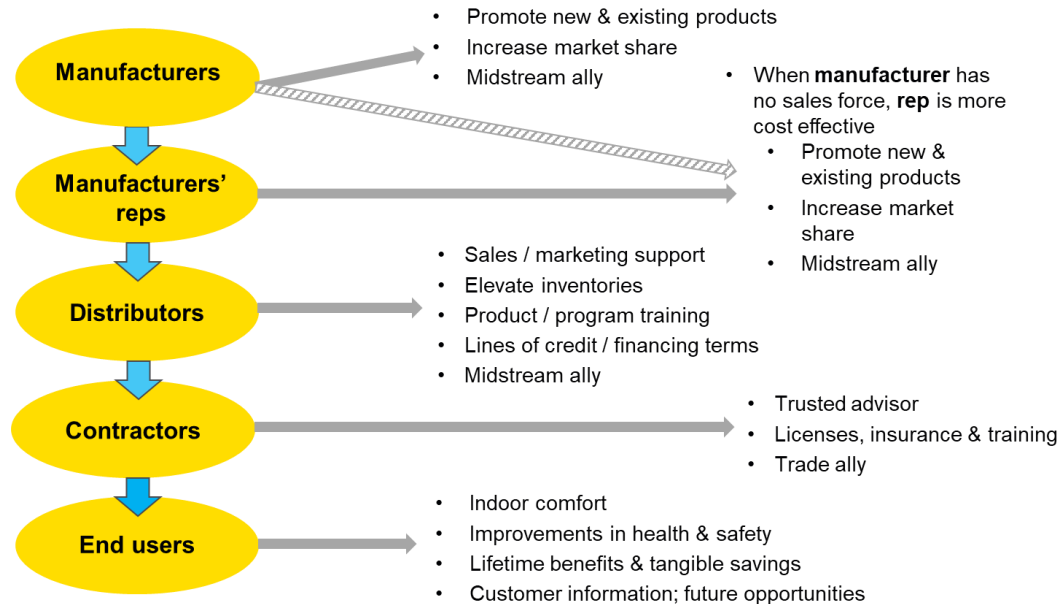 Manufacturers
• Promote new & existing products
• Increase market share
• Midstream ally
• When manufacturer has
no sales force, rep is more
cost effective
• Promote new &
existing products
• Increase market
share
• Midstream ally
Manufacturers’
reps
Distributors
• Sales / marketing support
• Elevate inventories
• Product / program training
• Lines of credit / financing terms
• Midstream ally
Contractors
• Trusted advisor
• Licenses, insurance & training
• Trade ally
End users
• Indoor comfort
• Improvements in health & safety
• Lifetime benefits & tangible savings
• Customer information; future opportunities